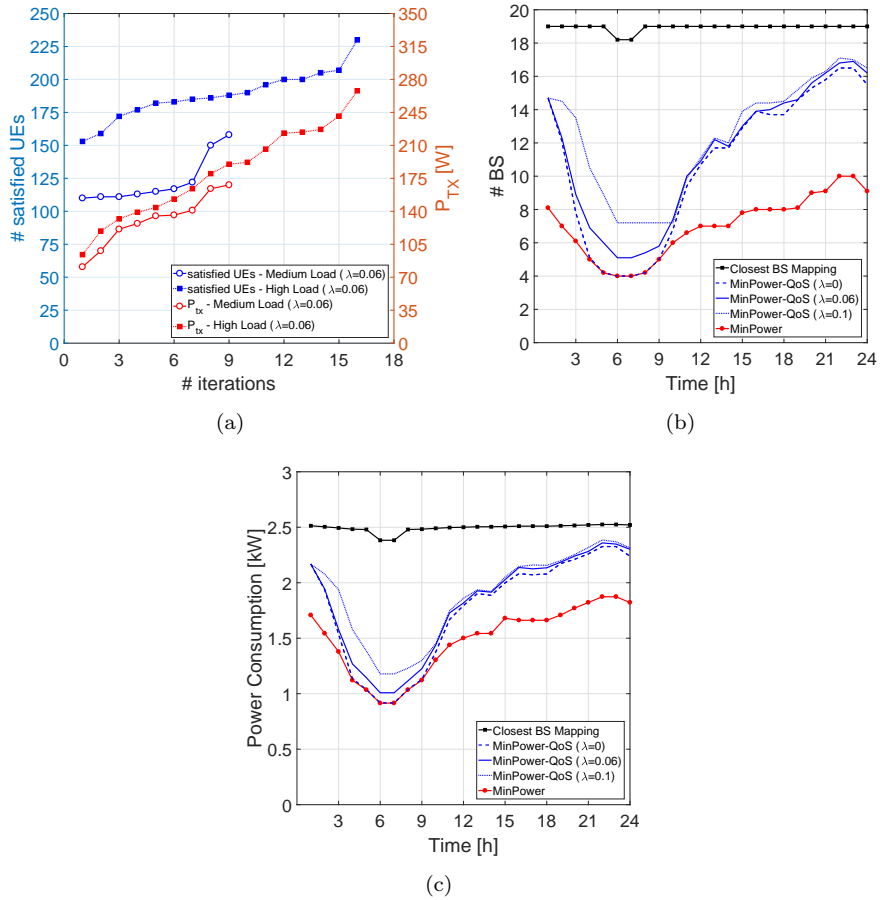 250
225
200
175
150
125
100
75
50
25
0
# satisfied UEs
350
315
280
245
210
175
140
105
70
35
0
P_TX [W]
satisfied UEs - Medium Load (λ=0.06)
satisfied UEs - High Load (λ=0.06)
P_tx - Medium Load (λ=0.06)
P_tx - High Load (λ=0.06)
0 3 6 9 12 15 18
# iterations
(a)
20
18
16
14
12
10
8
6
4
2
0
# BS
Closest BS Mapping
MinPower-QoS (λ=0)
MinPower-QoS (λ=0.06)
MinPower-QoS (λ=0.1)
MinPower
3 6 9 12 15 18 21 24
Time [h]
(b)
3
2.5
2
1.5
1
0.5
0
Power Consumption [kW]
Closest BS Mapping
MinPower-QoS (λ=0)
MinPower-QoS (λ=0.06)
MinPower-QoS (λ=0.1)
MinPower
3 6 9 12 15 18 21 24
Time [h]
(c)